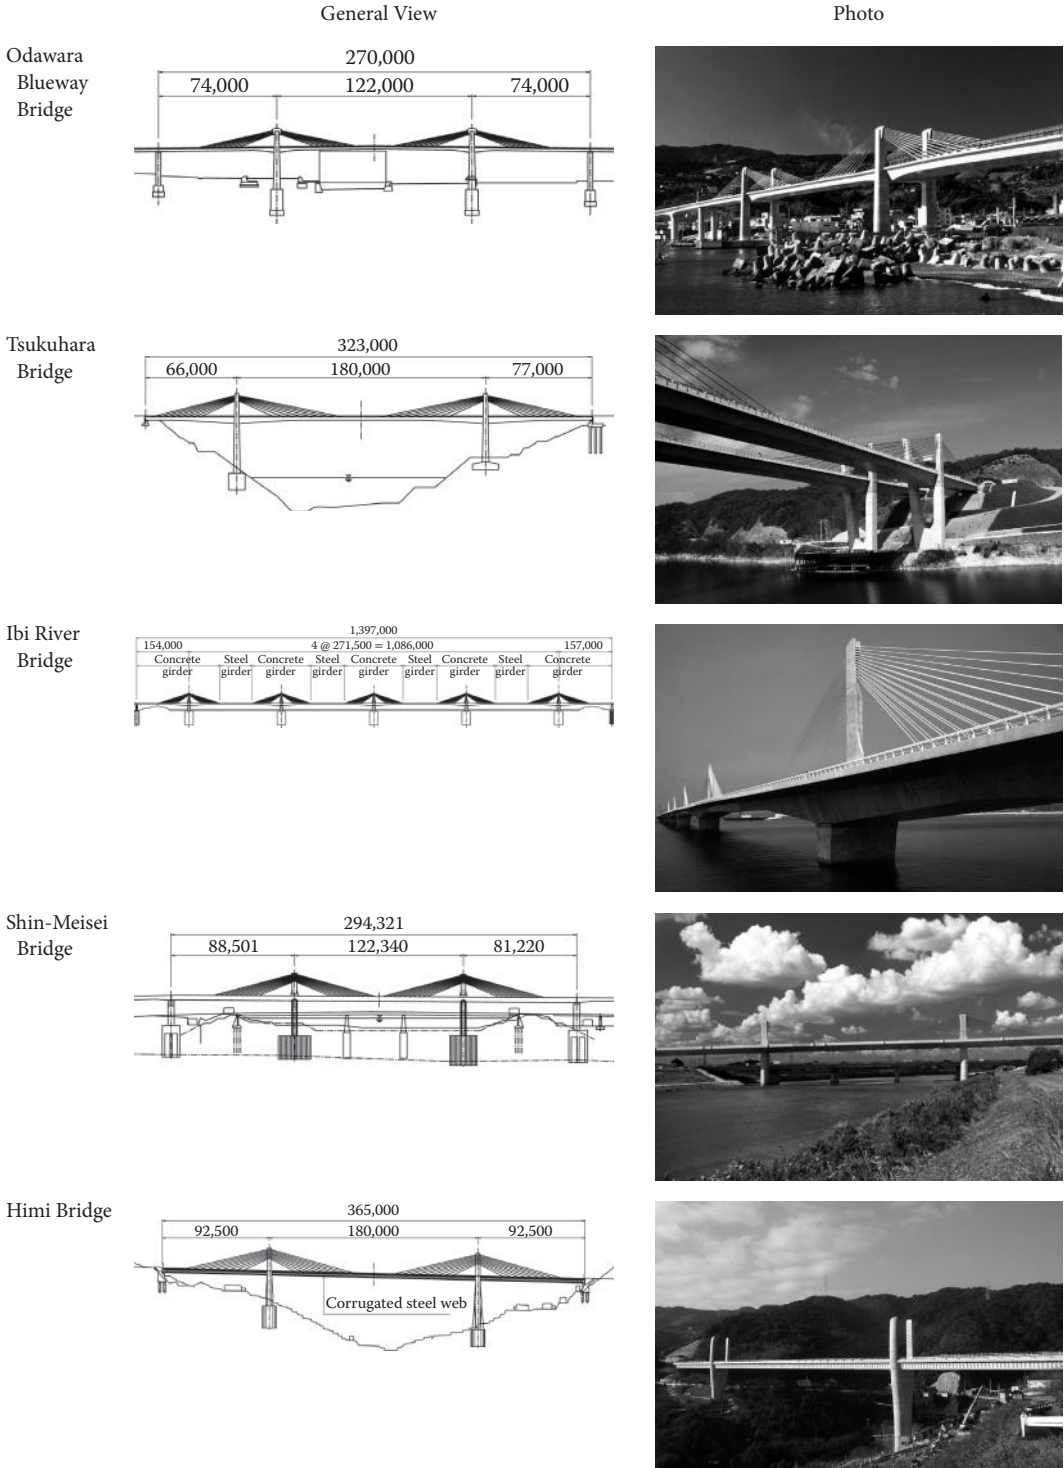 General View Photo
Odawara
Blueway
Bridge
270,000
74,000 122,000 74,000
Tsukuhara
Bridge
323,000
66,000 180,000 77,000
Ibi River
Bridge
1,397,000
154,000 4 @ 271,500 = 1,086,000 157,000
Concrete girder Steel girder Concrete girder Steel girder Concrete girder Steel girder Concrete girder Steel girder Concrete girder
Shin-Meisei
Bridge
294,321
88,501 122,340 81,220
Himi Bridge
365,000
92,500 180,000 92,500
Corrugated steel web